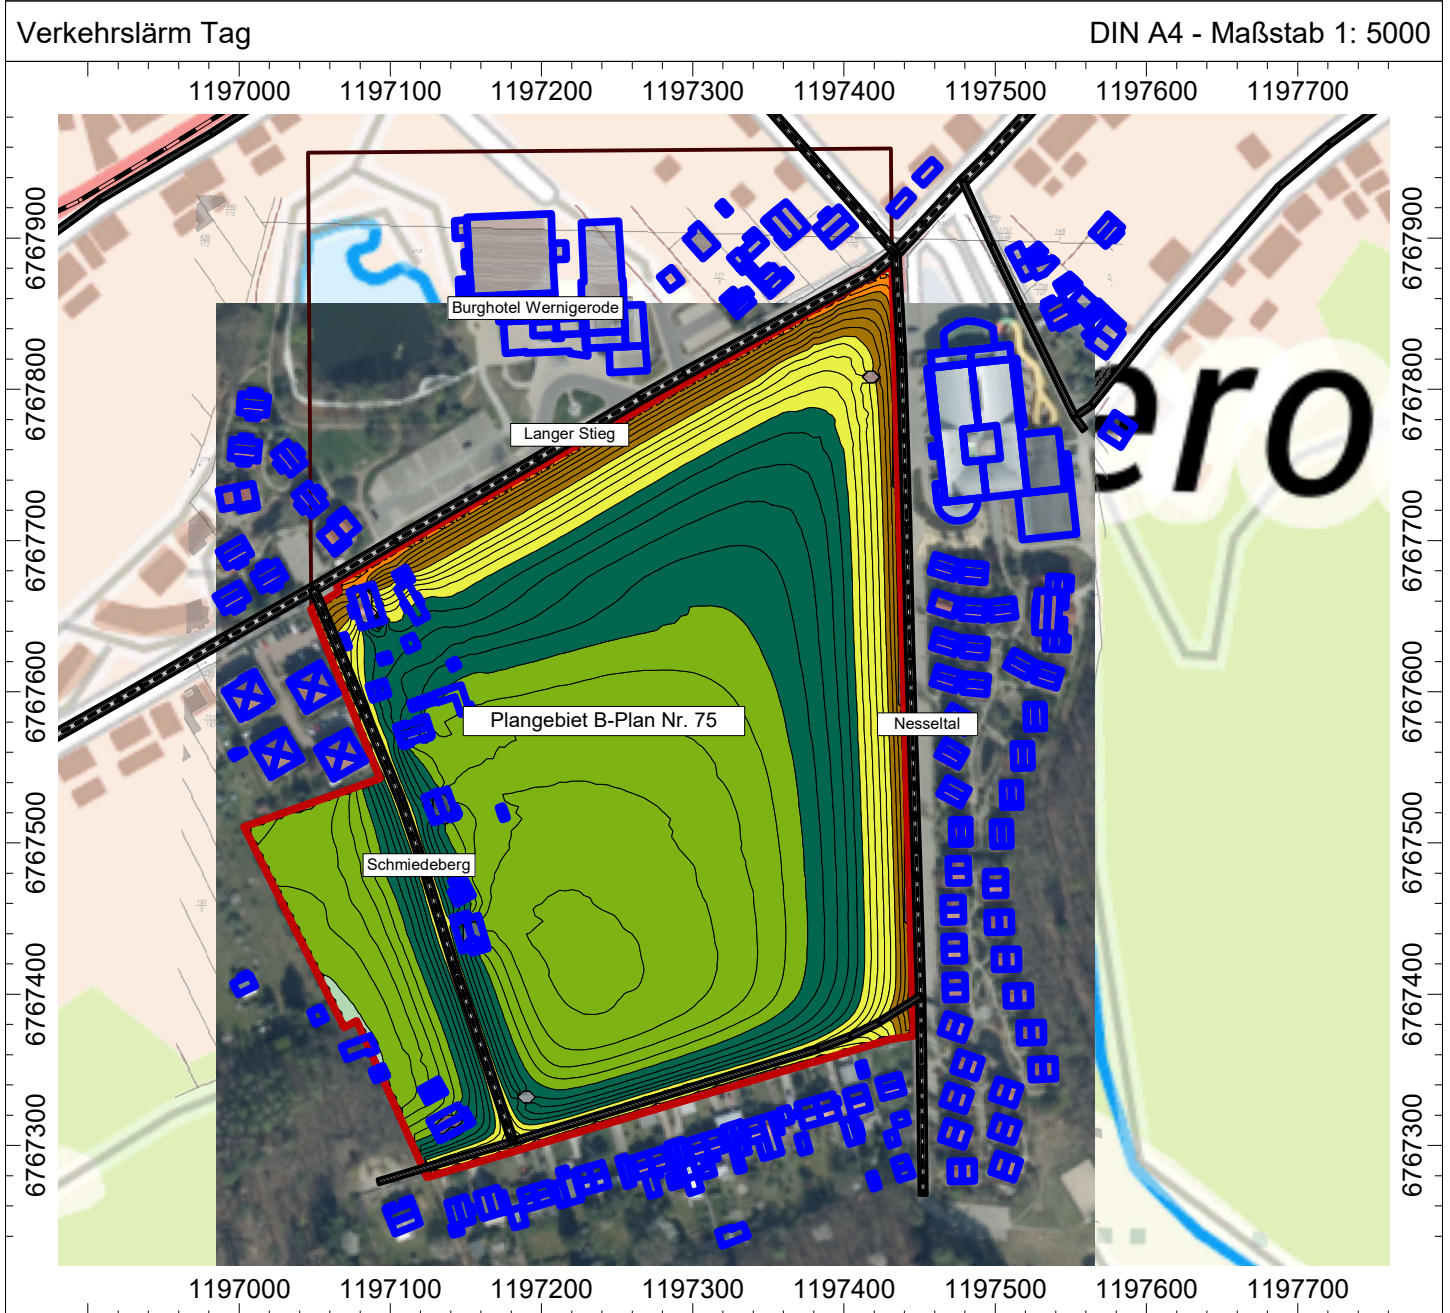 Verkehrslärm Tag
DIN A4 - Maßstab 1: 5000
1197000 1197100 1197200 1197300 1197400 1197500 1197600 1197700
6767900 6767900
Burghotel Wernigerode
6767800 6767800
ero
Langer Stieg
6767700 6767700
6767600 6767600
Plangebiet B-Plan Nr. 75
Nesseltal
6767500 6767500
Schmiedeberg
6767400 6767400
6767300 6767300
1197000 1197100 1197200 1197300 1197400 1197500 1197600 1197700